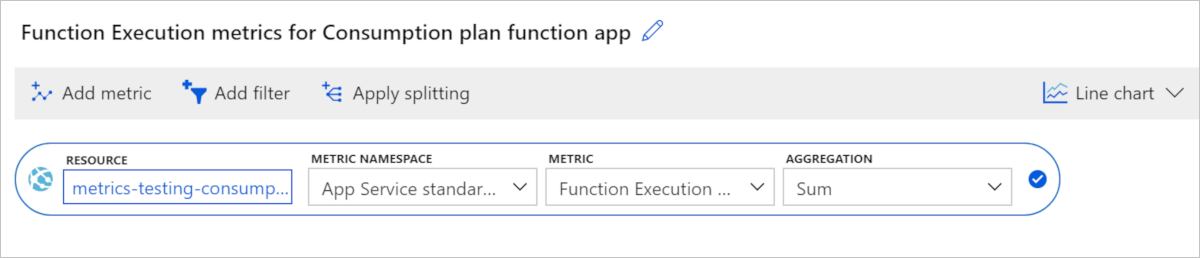 Function Execution metrics for Consumption plan function app
Add metric Add filter Apply splitting Line chart
RESOURCE METRIC NAMESPACE METRIC AGGREGATION
metrics-testing-consump... App Service standar... Function Execution ... Sum